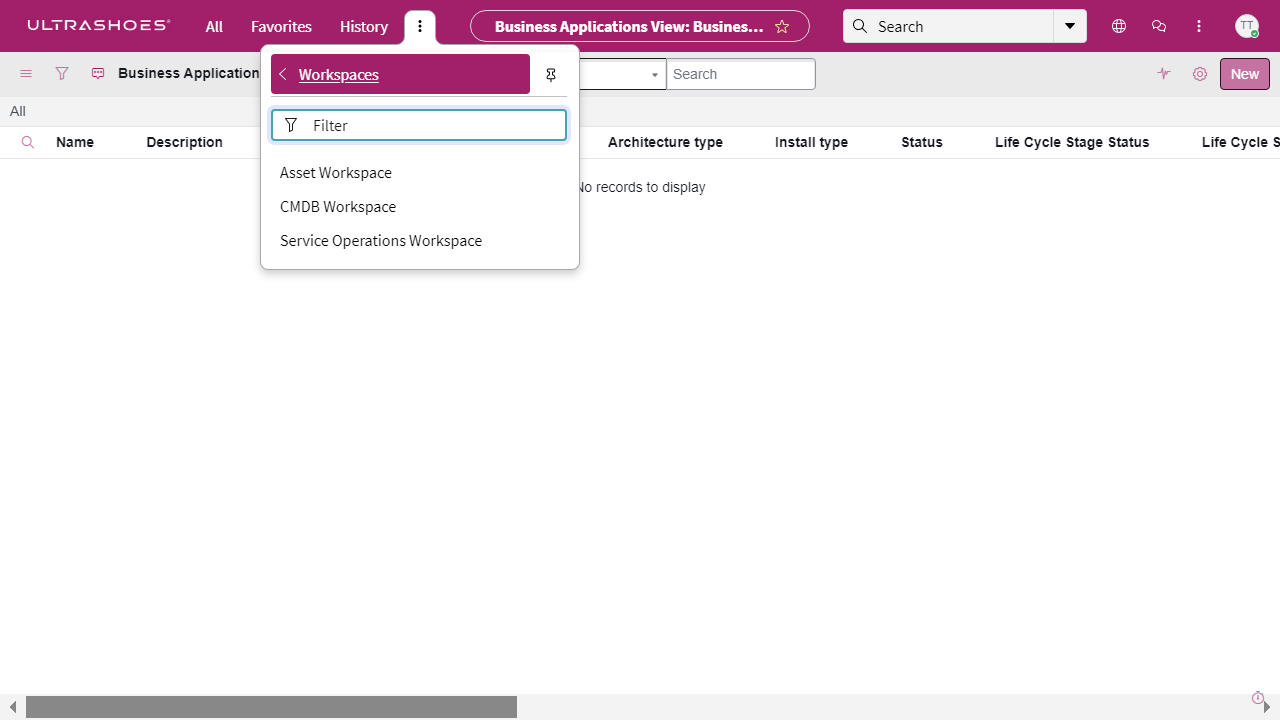 ULTRASHOES®
All
Favorites
History
Business Applications View: Busines...
Search
TT
Business Application
Workspaces
Search
New
All
Filter
Name
Description
Architecture type
Install type
Status
Life Cycle Stage Status
Life Cycle S
Asset Workspace
No records to display
CMDB Workspace
Service Operations Workspace